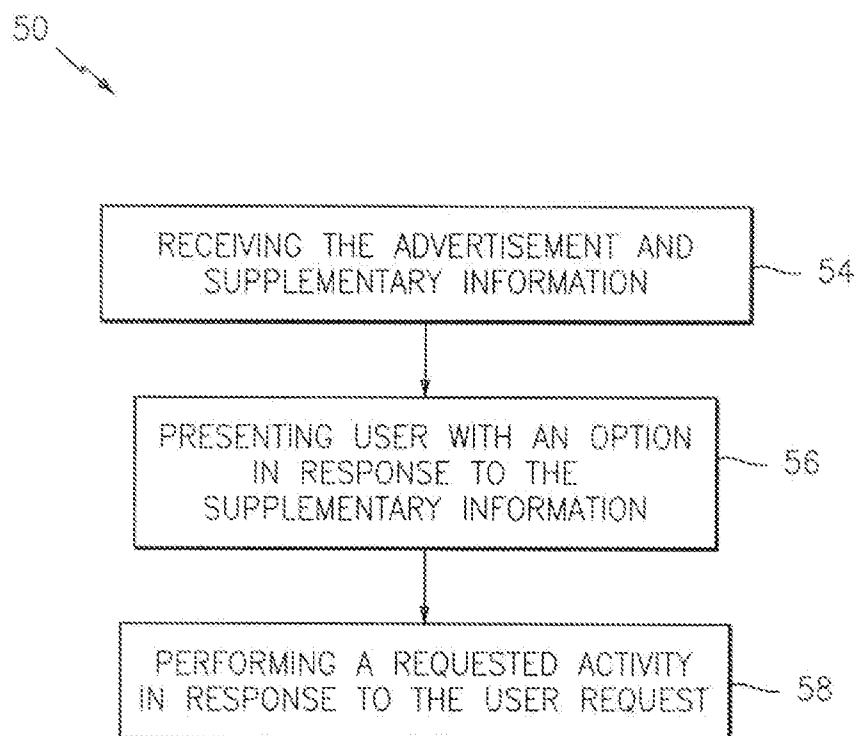 50
RECEIVING THE ADVERTISEMENT AND
SUPPLEMENTARY INFORMATION
54
PRESENTING USER WITH AN OPTION
IN RESPONSE TO THE
SUPPLEMENTARY INFORMATION
56
PERFORMING A REQUESTED ACTIVITY
IN RESPONSE TO THE USER REQUEST
58